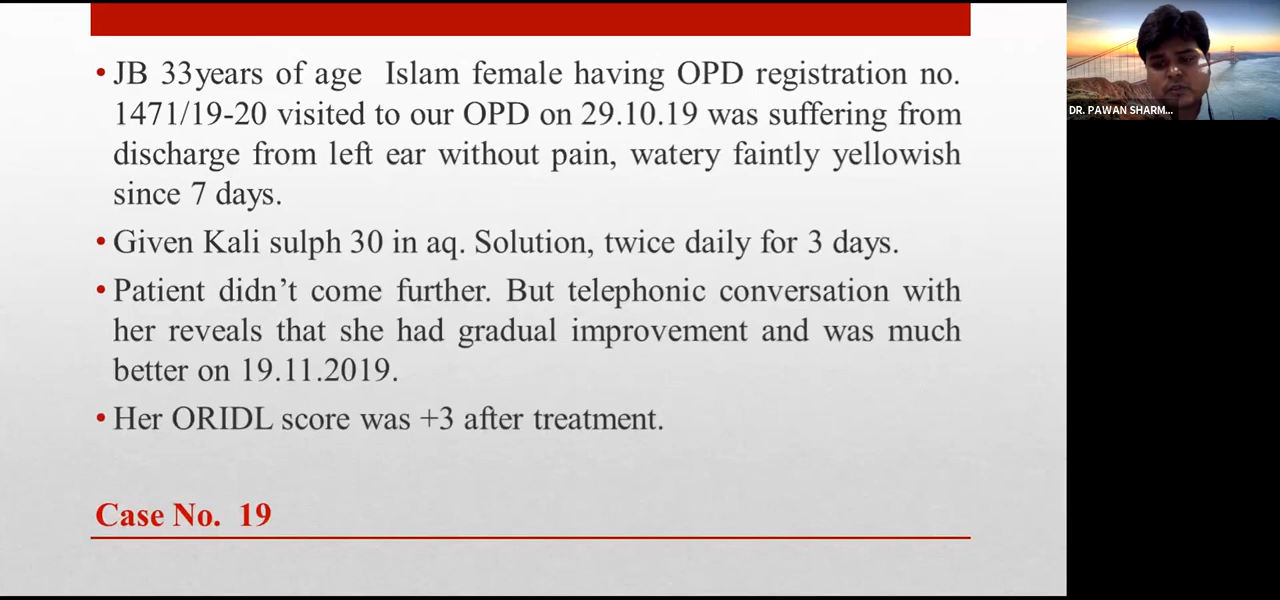 •JB 33years of age Islam female having OPD registration no.
1471/19-20 visited to our OPD on 29.10.19 was suffering from
discharge from left ear without pain, watery faintly yellowish
since 7 days.
•Given Kali sulph 30 in aq. Solution, twice daily for 3 days.
•Patient didn’t come further. But telephonic conversation with
her reveals that she had gradual improvement and was much
better on 19.11.2019.
•Her ORIDL score was +3 after treatment.
Case No. 19
DR. PAWAN SHARM...